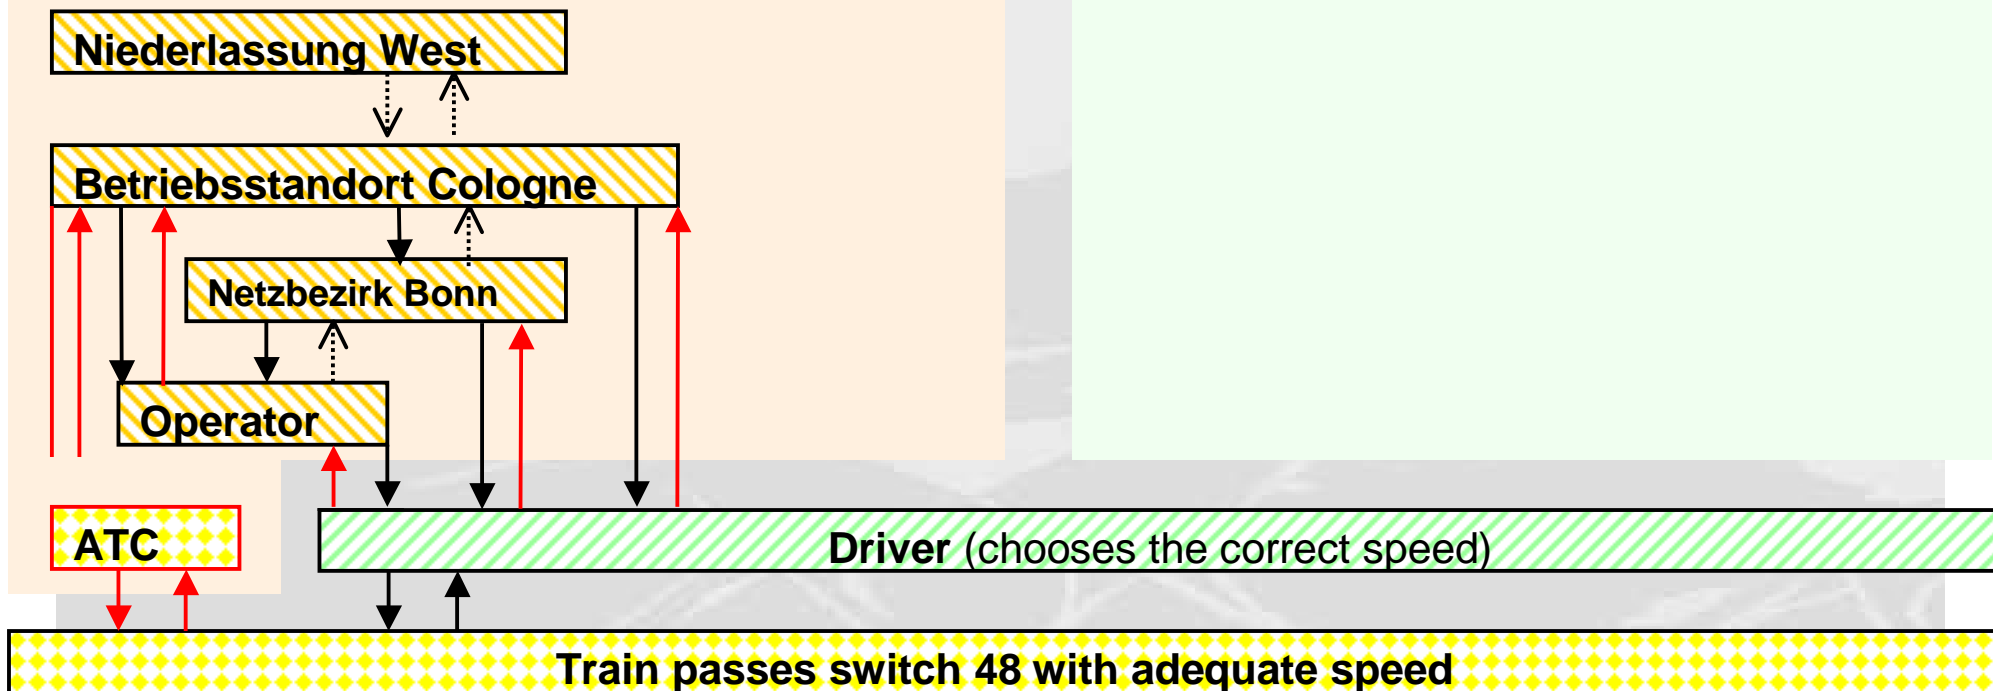 Niederlassung West
Betriebsstandort Cologne
Netzbezirk Bonn
Operator
ATC
Driver (chooses the correct speed)
Train passes switch 48 with adequate speed